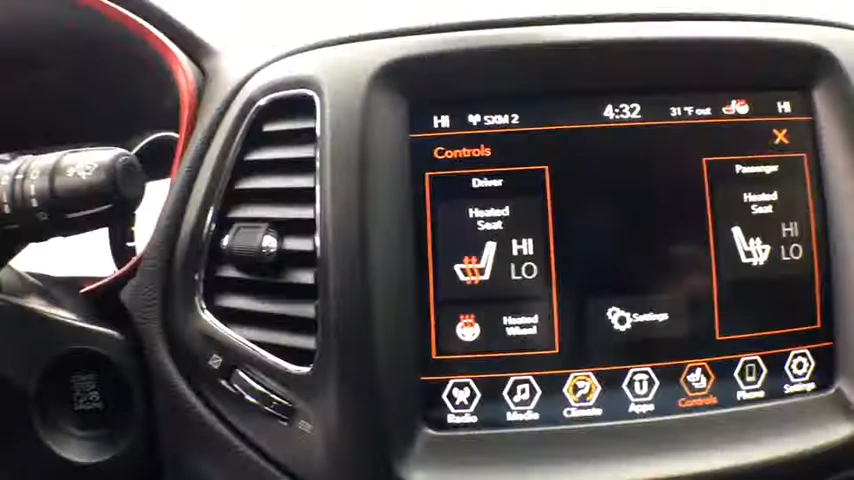 HI SXM 2 4:32 31 °F out HI
Controls X
Driver
Heated
Seat
HI
LO
Heated
Wheel
Passenger
Heated
Seat
HI
LO
Settings
Radio Media Climate Apps Controls Phone Settings